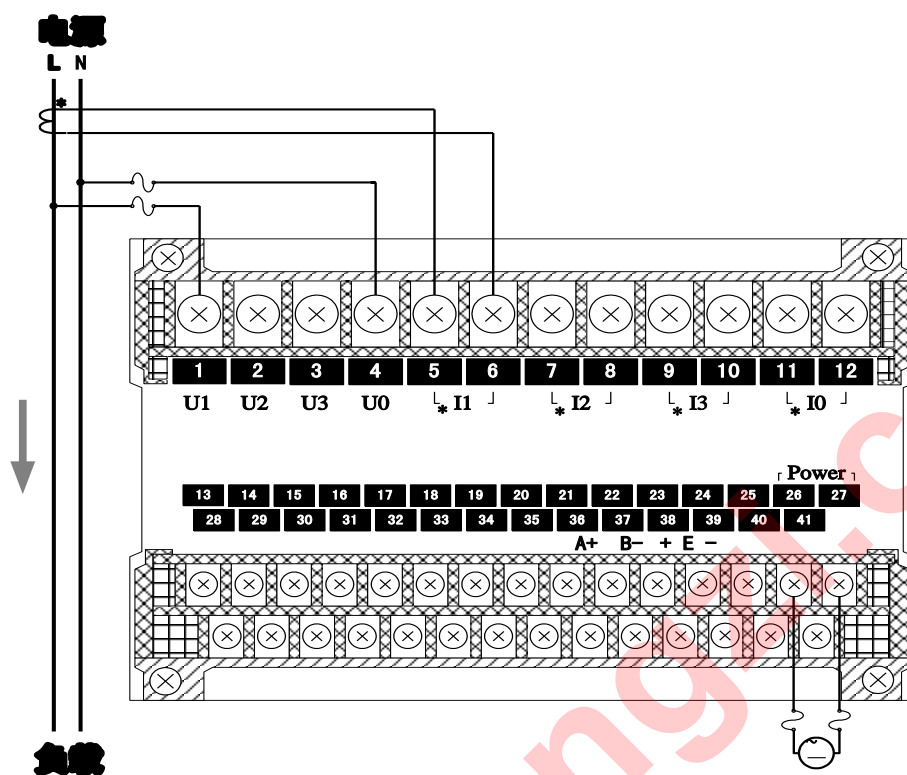 电源
L N
*
1 2 3 4 5 6 7 8 9 10 11 12
U1 U2 U3 U0 * I1 * I2 * I3 * I0
Power
13 14 15 16 17 18 19 20 21 22 23 24 25 26 27
28 29 30 31 32 33 34 35 36 37 38 39 40 41
A+ B- + E -
负载